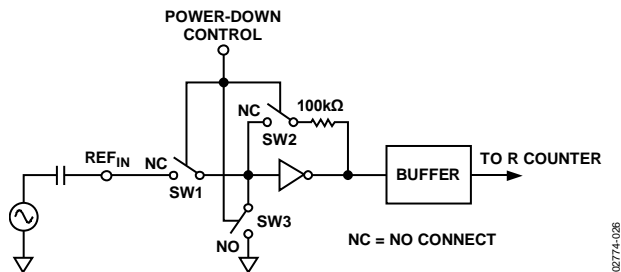 POWER-DOWN
CONTROL
NC
100kΩ
SW2
REFIN
NC
SW1
BUFFER
TO R COUNTER
SW3
NO
NC = NO CONNECT
02774-026